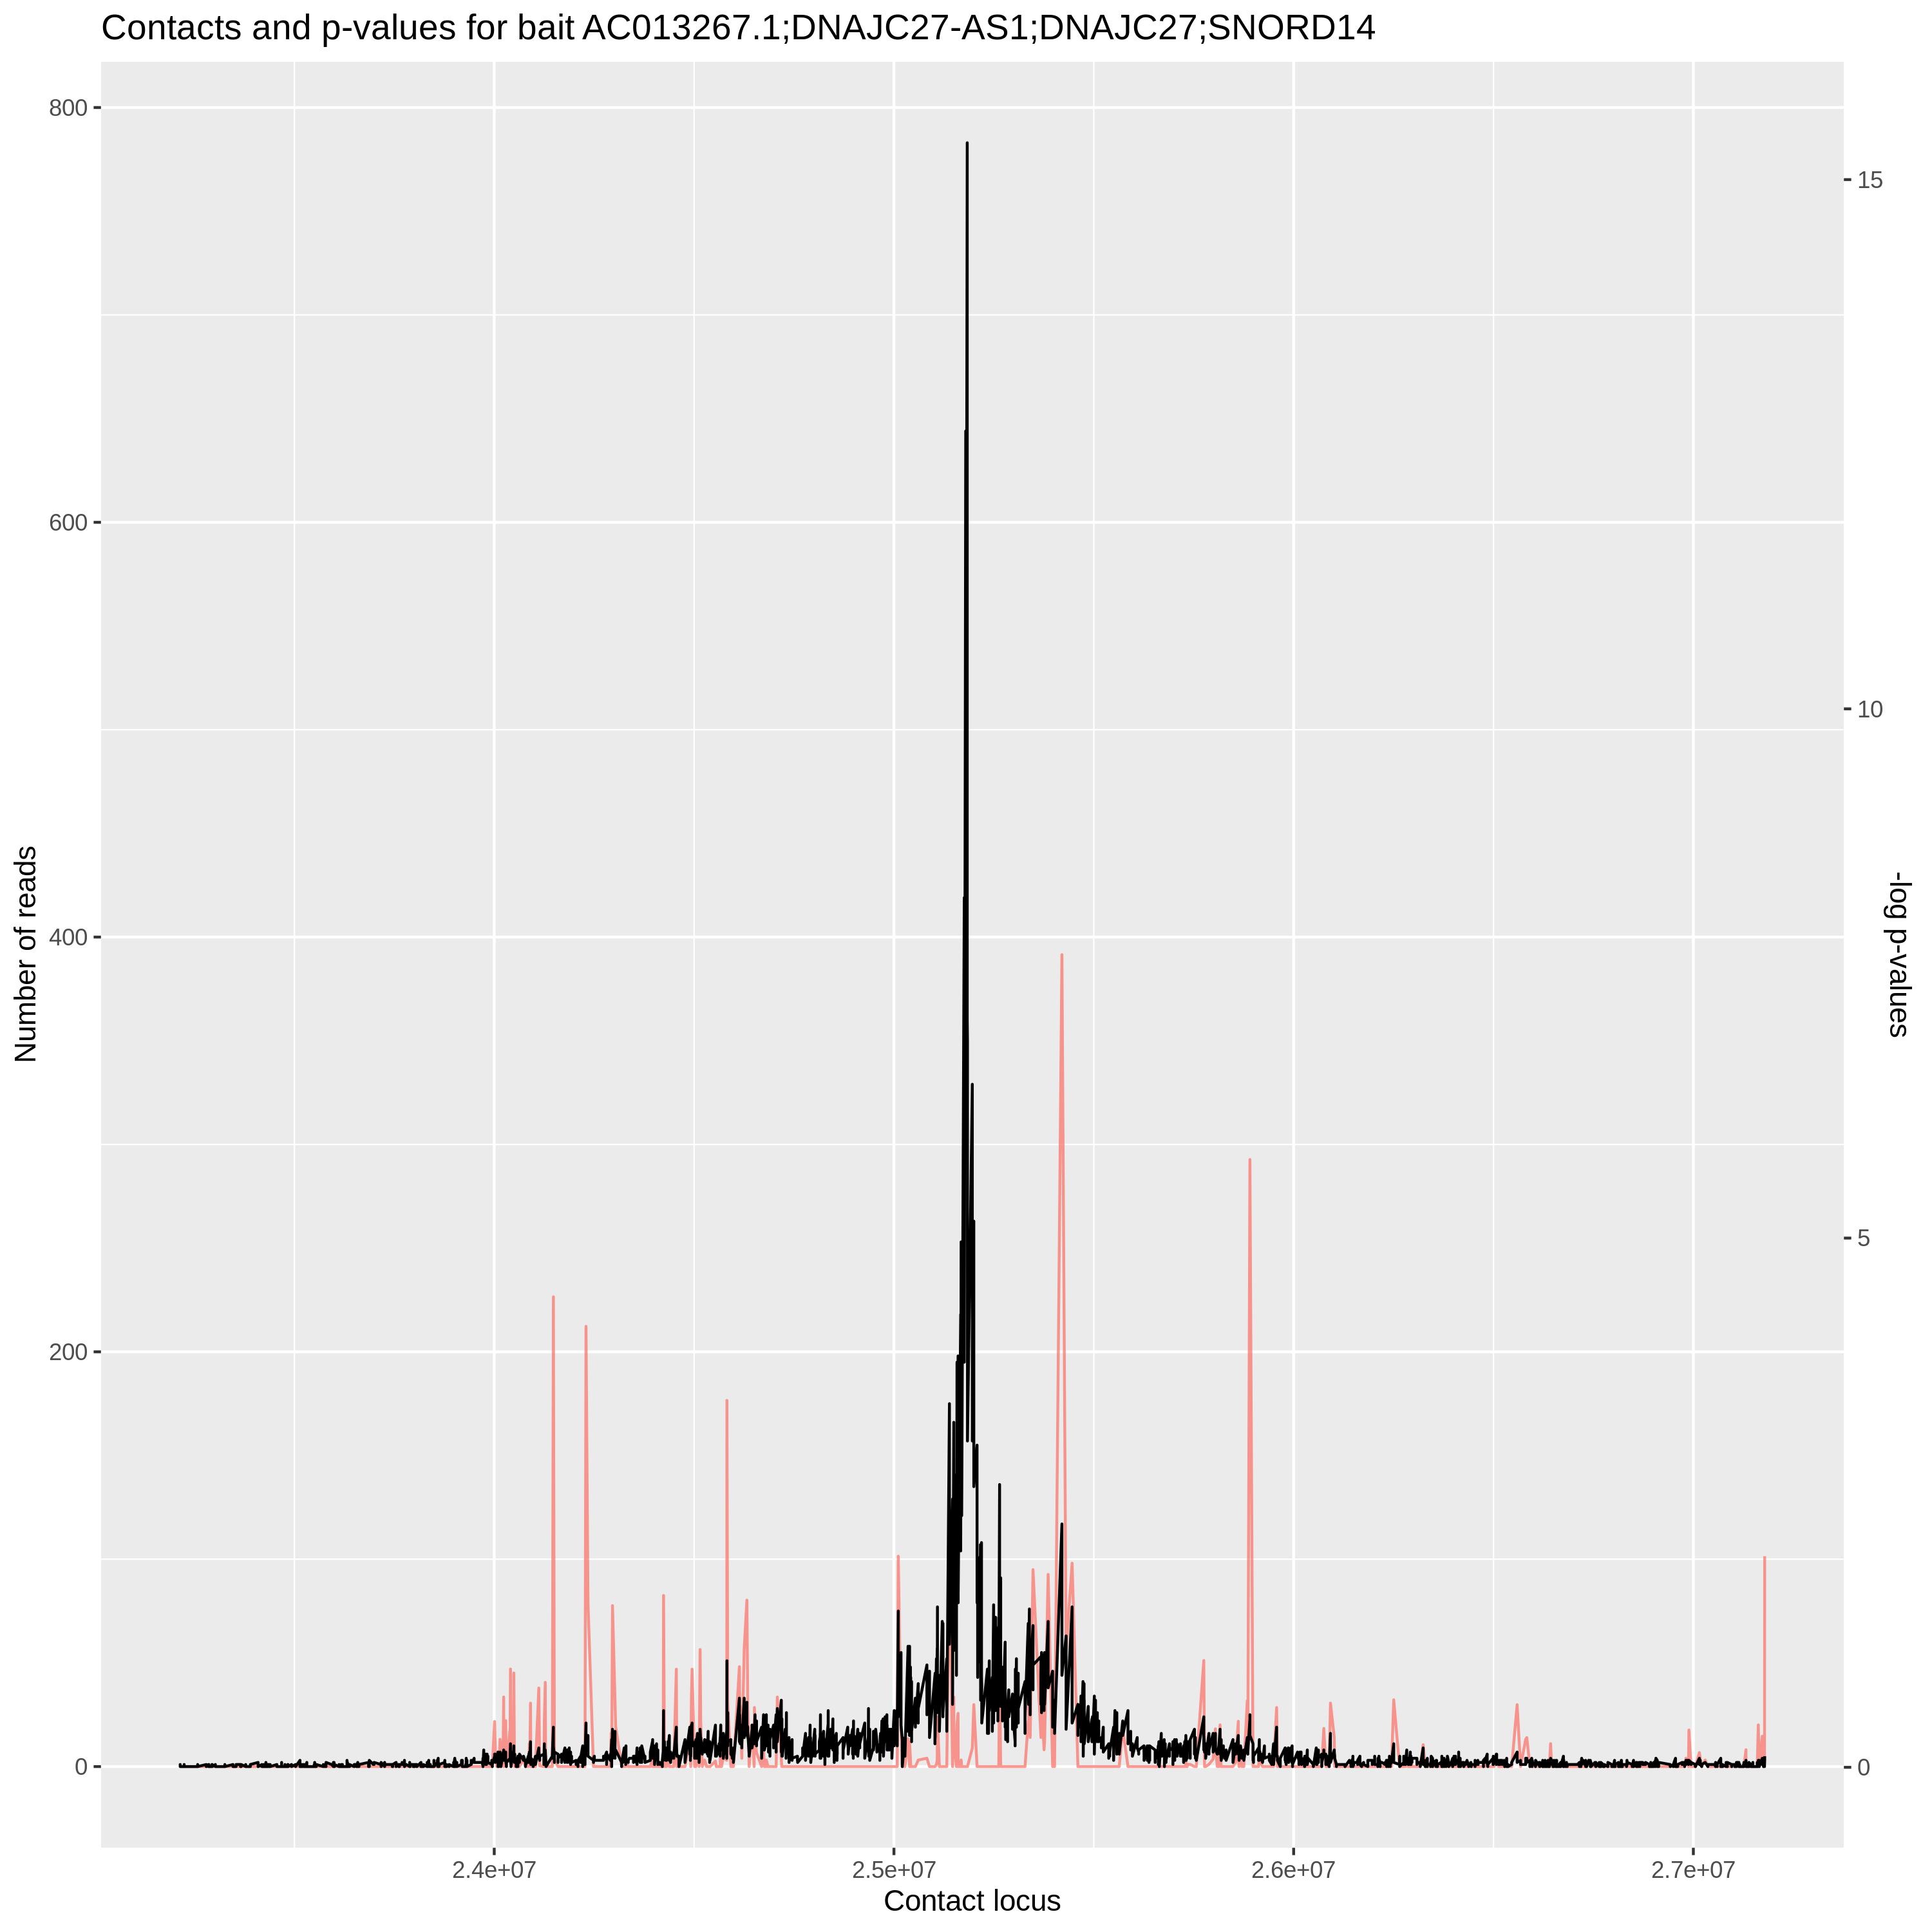 Contacts and p-values for bait AC013267.1;DNAJC27-AS1;DNAJC27;SNORD14
800
600
400
200
0
Number of reads
15
10
5
0
-log p-values
2.4e+07 2.5e+07 2.6e+07 2.7e+07
Contact locus